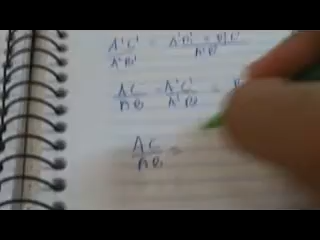 A'C' / A'B' = A'B' + B'C' / A'B'
AC / AB = A'C' / A'B' =
AC / AB =